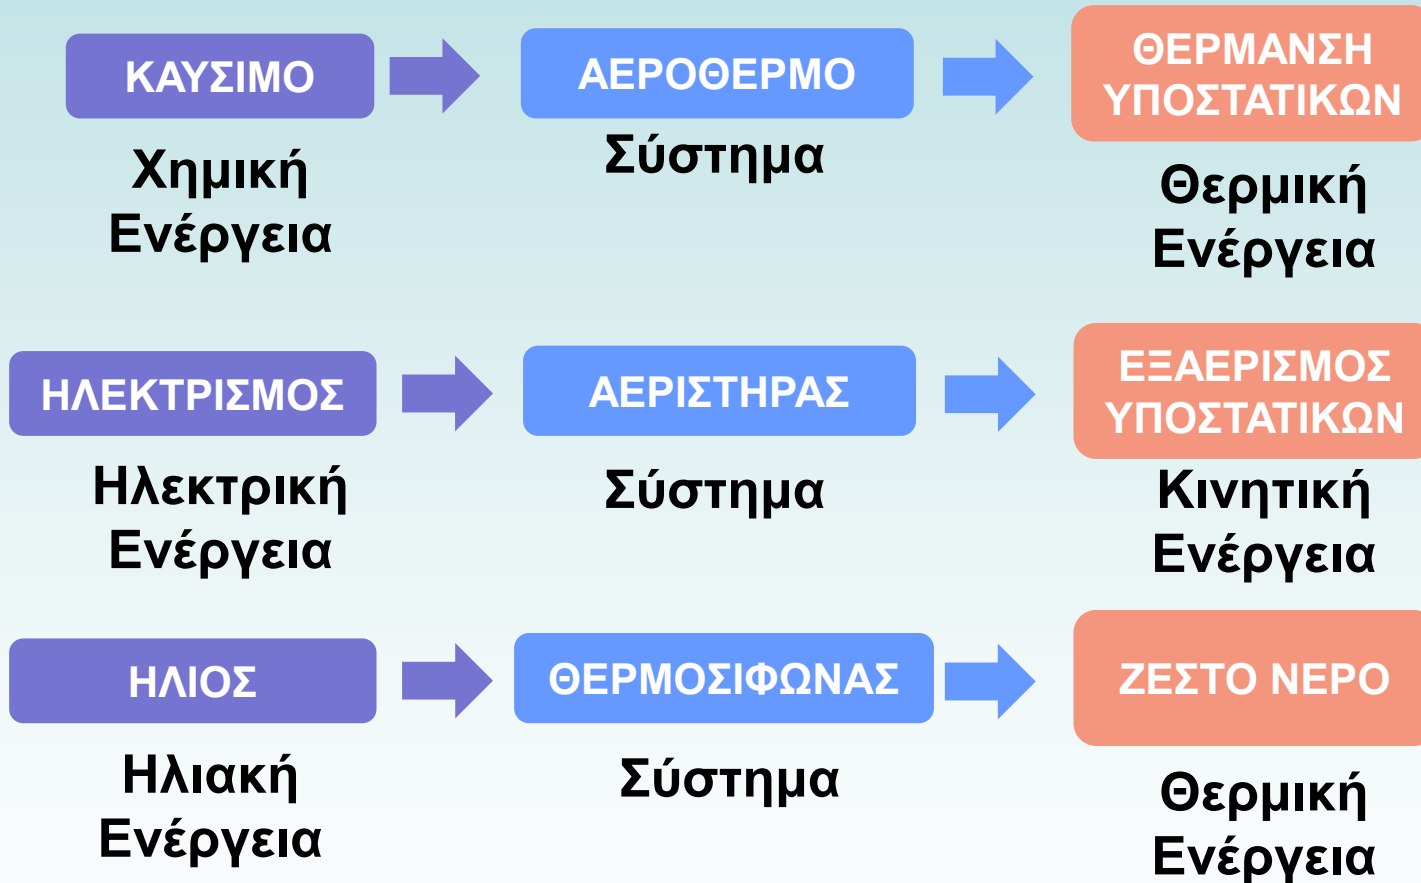 ΚΑΥΣΙΜΟ
ΑΕΡΟΘΕΡΜΟ
ΘΕΡΜΑΝΣΗ
ΥΠΟΣΤΑΤΙΚΩΝ
Χημική
Ενέργεια
Σύστημα
Θερμική
Ενέργεια
ΗΛΕΚΤΡΙΣΜΟΣ
ΑΕΡΙΣΤΗΡΑΣ
ΕΞΑΕΡΙΣΜΟΣ
ΥΠΟΣΤΑΤΙΚΩΝ
Ηλεκτρική
Ενέργεια
Σύστημα
Κινητική
Ενέργεια
ΗΛΙΟΣ
ΘΕΡΜΟΣΙΦΩΝΑΣ
ΖΕΣΤΟ ΝΕΡΟ
Ηλιακή
Ενέργεια
Σύστημα
Θερμική
Ενέργεια